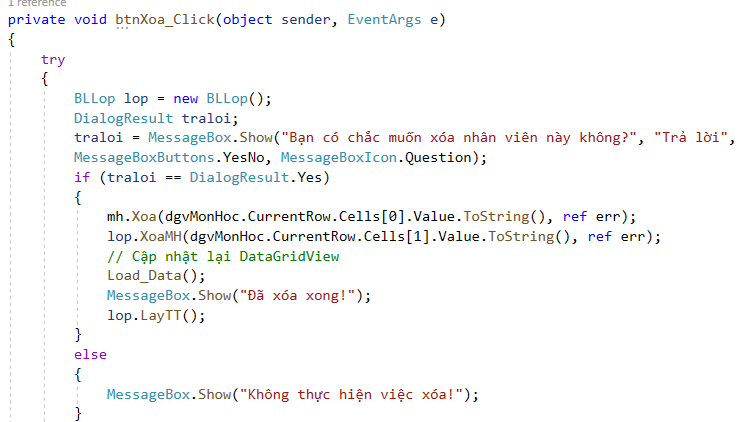 1 reference
private void btnXoa_Click(object sender, EventArgs e)
{
try
{
BLLop lop = new BLLop();
DialogResult traloi;
traloi = MessageBox.Show("Bạn có chắc muốn xóa nhân viên này không?", "Trả lời",
MessageBoxButtons.YesNo, MessageBoxIcon.Question);
if (traloi == DialogResult.Yes)
{
mh.Xoa(dgvMonHoc.CurrentRow.Cells[0].Value.ToString(), ref err);
lop.XoaMH(dgvMonHoc.CurrentRow.Cells[1].Value.ToString(), ref err);
// Cập nhật lại DataGridView
Load_Data();
MessageBox.Show("Đã xóa xong!");
lop.LayTT();
}
else
{
MessageBox.Show("Không thực hiện việc xóa!");
}